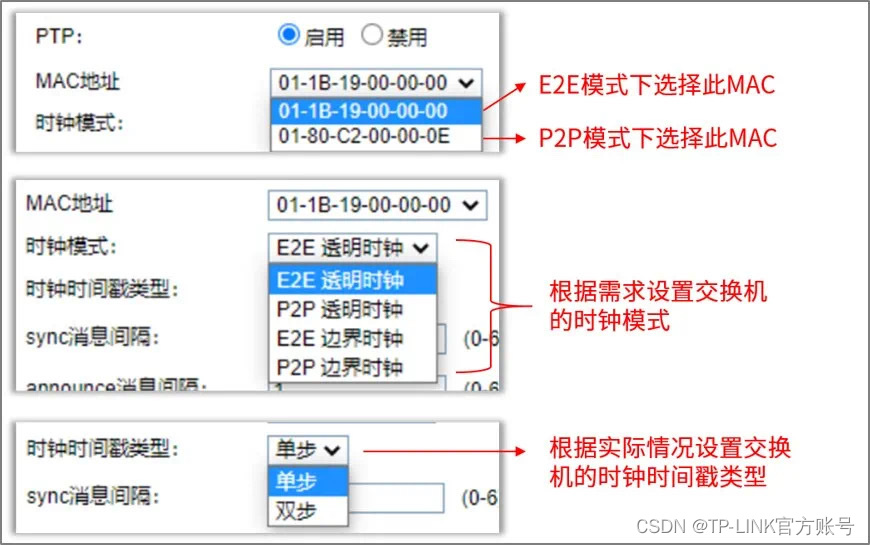 PTP: 启用 禁用
MAC地址 01-1B-19-00-00-00
时钟模式: 01-1B-19-00-00-00
01-80-C2-00-00-0E
E2E模式下选择此MAC
P2P模式下选择此MAC
MAC地址 01-1B-19-00-00-00
时钟模式: E2E 透明时钟
时钟时间戳类型: E2E 透明时钟
P2P 透明时钟
sync消息间隔: E2E 边界时钟 (0-6
P2P 边界时钟
announce消息间隔: 1 (0-6
根据需求设置交换机
的时钟模式
时钟时间戳类型: 单步
单步
sync消息间隔: (0-6
双步
根据实际情况设置交换
机的时钟时间戳类型
CSDN @TP-LINK官方账号